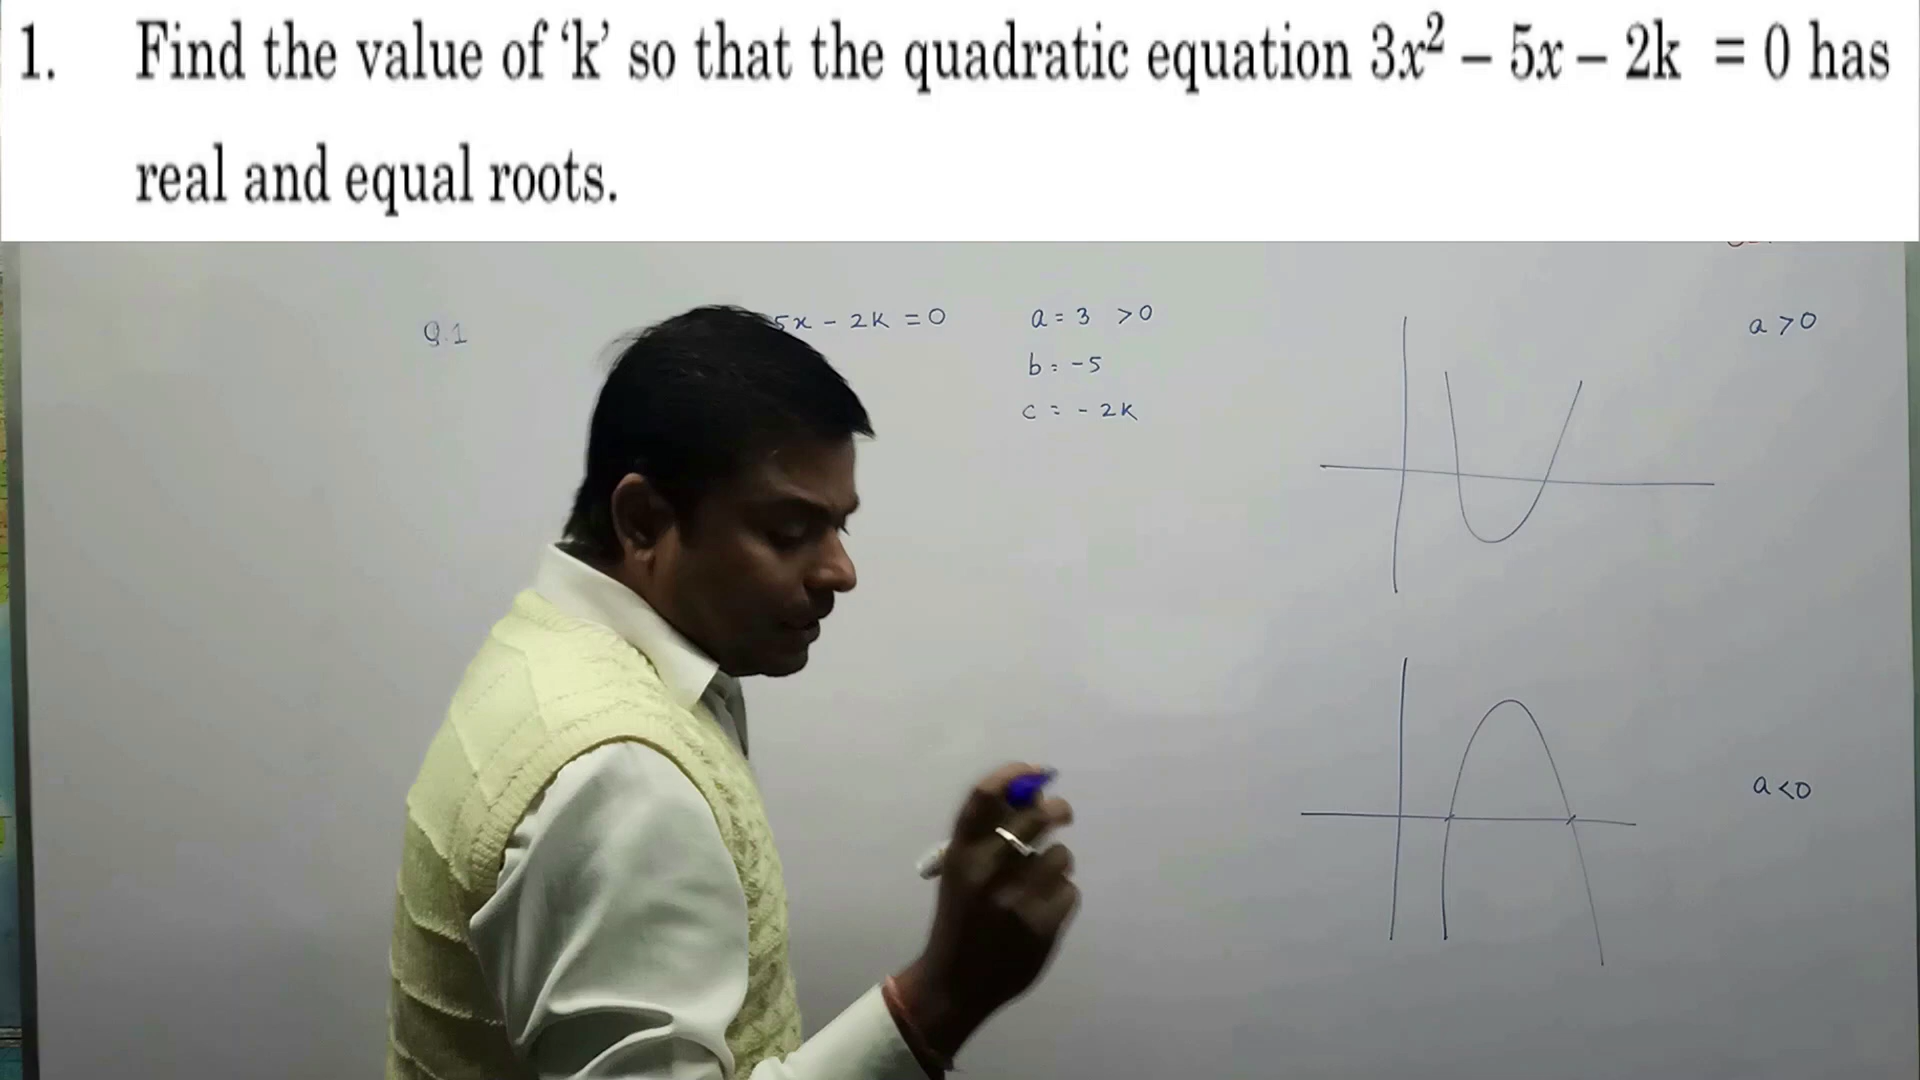 1. Find the value of ‘k’ so that the quadratic equation 3x² – 5x – 2k = 0 has
real and equal roots.
Q.1 5x - 2k = 0
a = 3 > 0
b = -5
c = - 2k
a > 0
a < 0